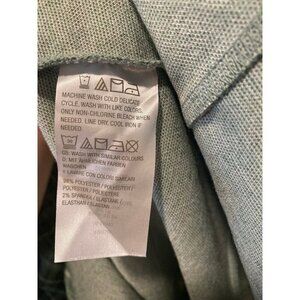 MACHINE WASH COLD DELICATE
CYCLE. WASH WITH LIKE COLORS.
ONLY NON-CHLORINE BLEACH WHEN
NEEDED. LINE DRY. COOL IRON IF
NEEDED.
30
GB: WASH WITH SIMILAR COLOURS
D: MIT ÄHNLICHEN FARBEN
WASCHEN
I: LAVARE CON COLORI SIMILARI
98% POLYESTER / POLYESTER /
POLYESTER / POLIESTERE
2% SPANDEX / ELASTANE /
ELASTHAN / ELASTAN